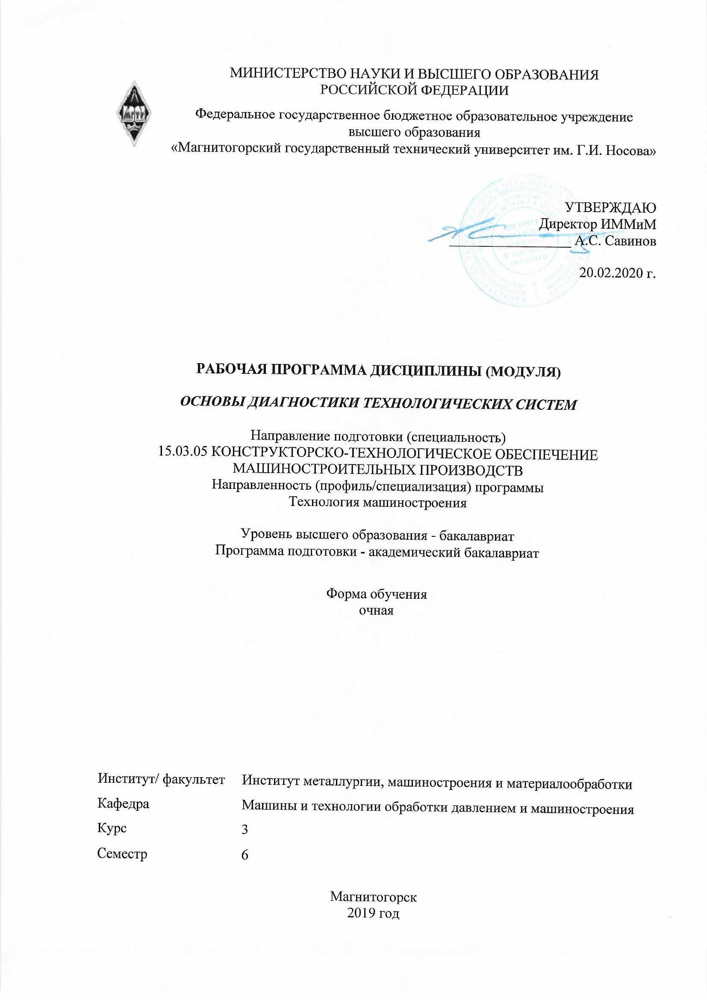 МИНИСТЕРСТВО НАУКИ И ВЫСШЕГО ОБРАЗОВАНИЯ
РОССИЙСКОЙ ФЕДЕРАЦИИ
Федеральное государственное бюджетное образовательное учреждение
высшего образования
«Магнитогорский государственный технический университет им. Г.И. Носова»
УТВЕРЖДАЮ
Директор ИММиМ
А.С. Савинов
20.02.2020 г.
РАБОЧАЯ ПРОГРАММА ДИСЦИПЛИНЫ (МОДУЛЯ)
ОСНОВЫ ДИАГНОСТИКИ ТЕХНОЛОГИЧЕСКИХ СИСТЕМ
Направление подготовки (специальность)
15.03.05 КОНСТРУКТОРСКО-ТЕХНОЛОГИЧЕСКОЕ ОБЕСПЕЧЕНИЕ
МАШИНОСТРОИТЕЛЬНЫХ ПРОИЗВОДСТВ
Направленность (профиль/специализация) программы
Технология машиностроения
Уровень высшего образования - бакалавриат
Программа подготовки - академический бакалавриат
Форма обучения
очная
Институт/ факультет Институт металлургии, машиностроения и материалообработки
Кафедра Машины и технологии обработки давлением и машиностроения
Курс 3
Семестр 6
Магнитогорск
2019 год